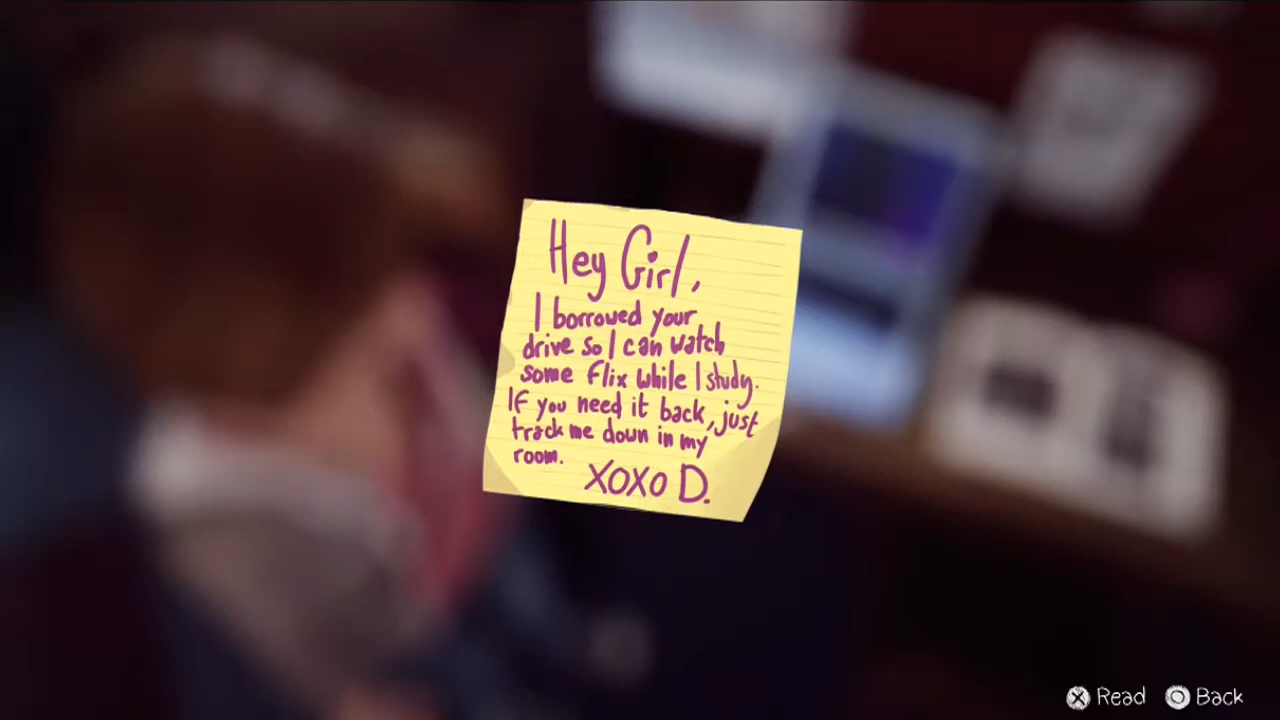 Hey Girl,
I borrowed your
drive so I can watch
some Flix while I study.
If you need it back, just
track me down in my
room.
XOXO D.
Read Back